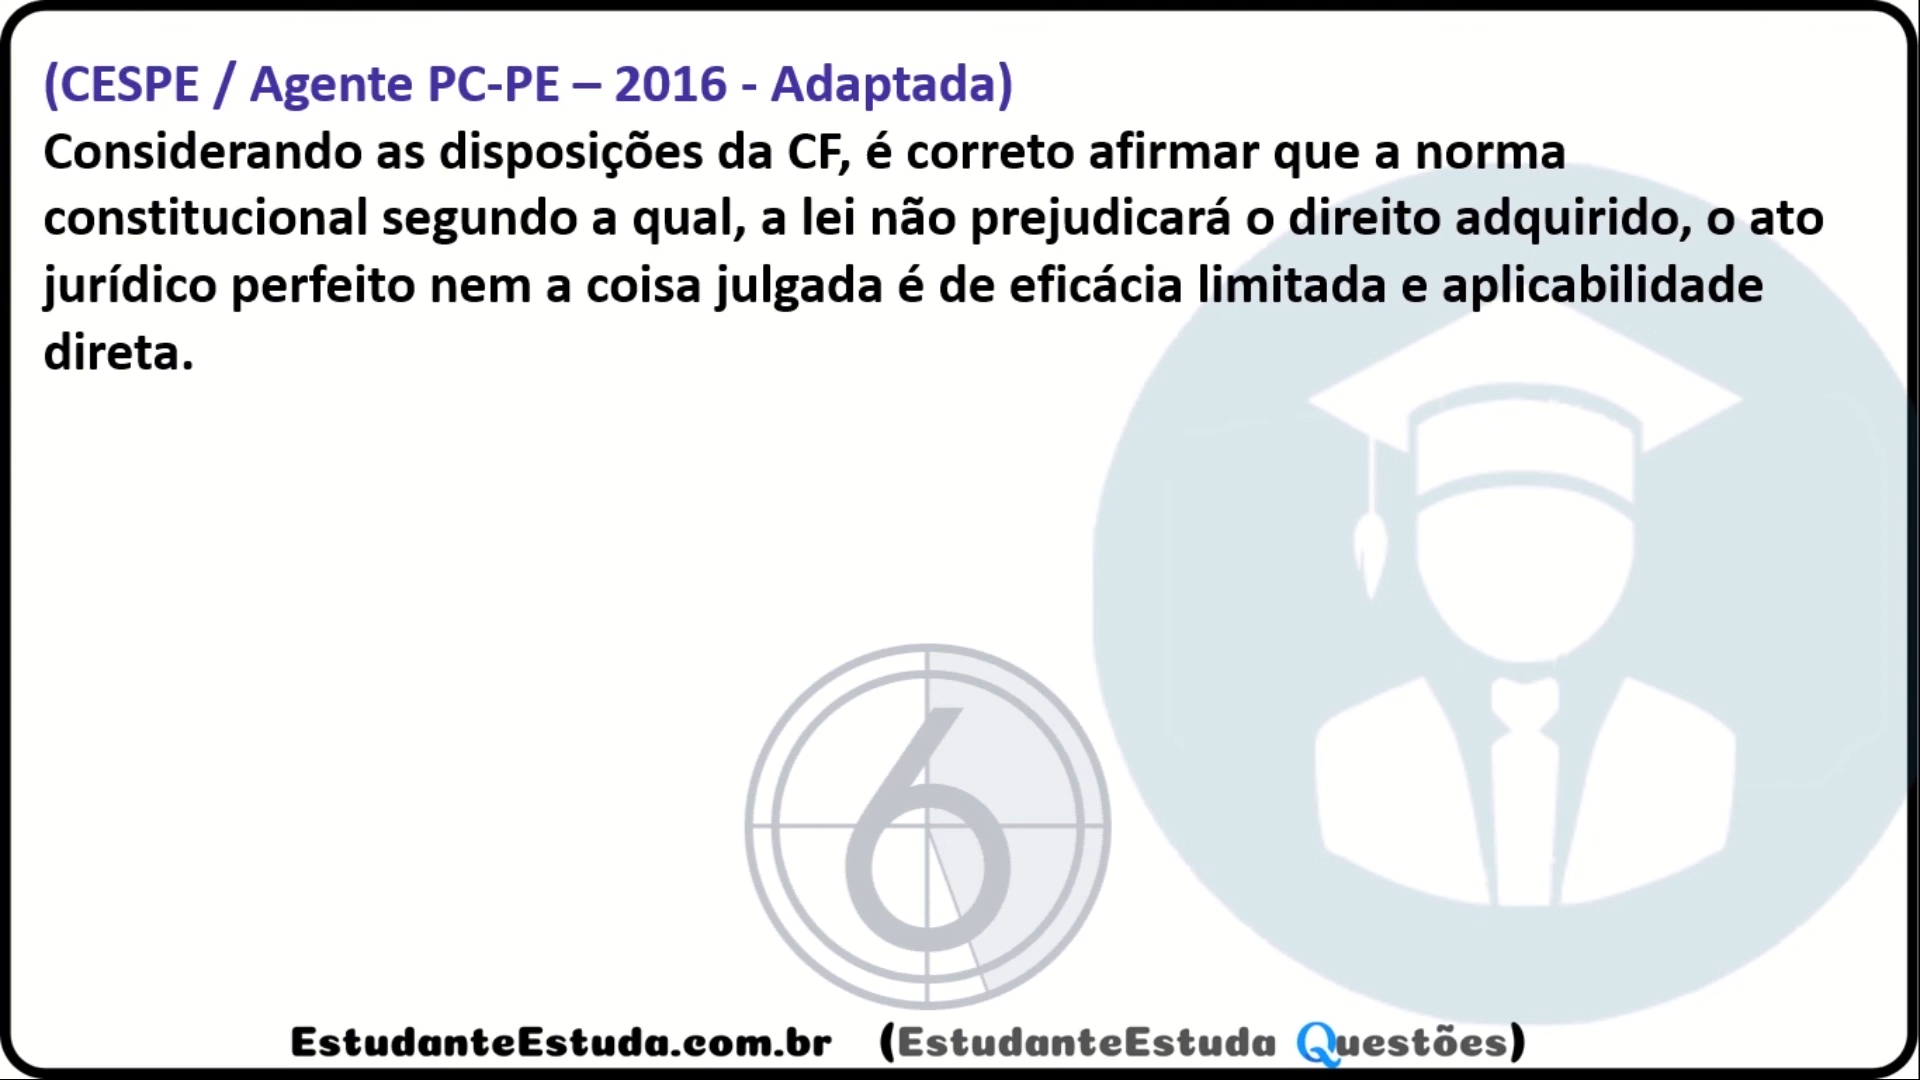 (CESPE / Agente PC-PE – 2016 - Adaptada)
Considerando as disposições da CF, é correto afirmar que a norma
constitucional segundo a qual, a lei não prejudicará o direito adquirido, o ato
jurídico perfeito nem a coisa julgada é de eficácia limitada e aplicabilidade
direta.
6
EstudanteEstuda.com.br (EstudanteEstuda Questões)